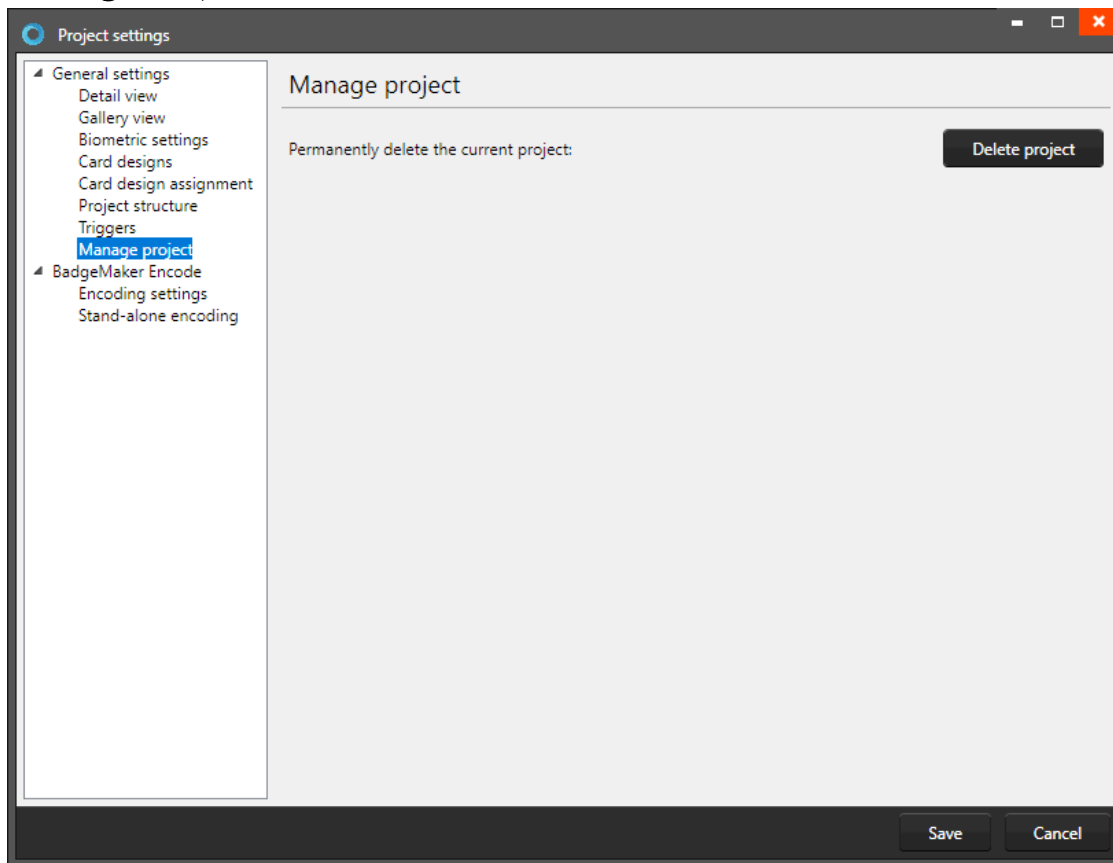 Project settings
General settings
Detail view
Gallery view
Biometric settings
Card designs
Card design assignment
Project structure
Triggers
Manage project
BadgeMaker Encode
Encoding settings
Stand-alone encoding
Manage project
Permanently delete the current project:
Delete project
Save
Cancel